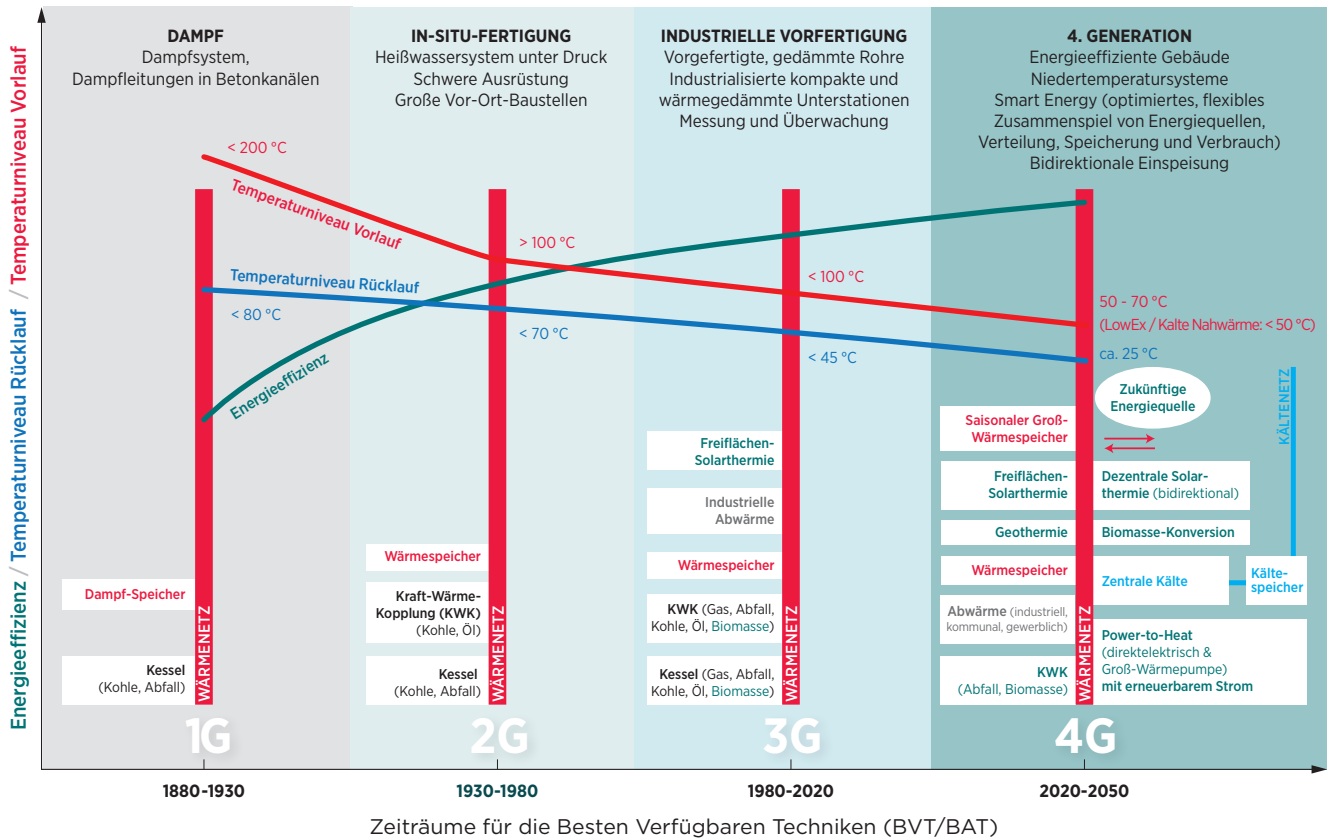 Energieeffizienz / Temperaturniveau Rücklauf / Temperaturniveau Vorlauf
DAMPF
Dampfsystem,
Dampfleitungen in Betonkanälen
IN-SITU-FERTIGUNG
Heißwassersystem unter Druck
Schwere Ausrüstung
Große Vor-Ort-Baustellen
INDUSTRIELLE VORFERTIGUNG
Vorgefertigte, gedämmte Rohre
Industrialisierte kompakte und
wärmegedämmte Unterstationen
Messung und Überwachung
4. GENERATION
Energieeffiziente Gebäude
Niedertemperatursysteme
Smart Energy (optimiertes, flexibles
Zusammenspiel von Energiequellen,
Verteilung, Speicherung und Verbrauch)
Bidirektionale Einspeisung
< 200 °C
Temperaturniveau Vorlauf
> 100 °C
< 100 °C
50 - 70 °C
(LowEx / Kalte Nahwärme: < 50 °C)
Temperaturniveau Rücklauf
< 80 °C
< 70 °C
< 45 °C
ca. 25 °C
Energieeffizienz
Dampf-Speicher
Kessel
(Kohle, Abfall)
WÄRMENETZ
1G
Wärmespeicher
Kraft-Wärme-
Kopplung (KWK)
(Kohle, Öl)
Kessel
(Kohle, Abfall)
WÄRMENETZ
2G
Freiflächen-
Solarthermie
Industrielle
Abwärme
Wärmespeicher
KWK (Gas, Abfall,
Kohle, Öl, Biomasse)
Kessel (Gas, Abfall,
Kohle, Öl, Biomasse)
WÄRMENETZ
3G
Saisonaler Groß-
Wärmespeicher
Freiflächen-
Solarthermie
Geothermie
Wärmespeicher
Abwärme (industriell,
kommunal, gewerblich)
KWK
(Abfall, Biomasse)
WÄRMENETZ
Zukünftige
Energiequelle
Dezentrale Solar-
thermie (bidirektional)
Biomasse-Konversion
Zentrale Kälte
Kälte-
speicher
KÄLTENETZ
Power-to-Heat
(direktelektrisch &
Groß-Wärmepumpe)
mit erneuerbarem Strom
4G
1880-1930
1930-1980
1980-2020
2020-2050
Zeiträume für die Besten Verfügbaren Techniken (BVT/BAT)